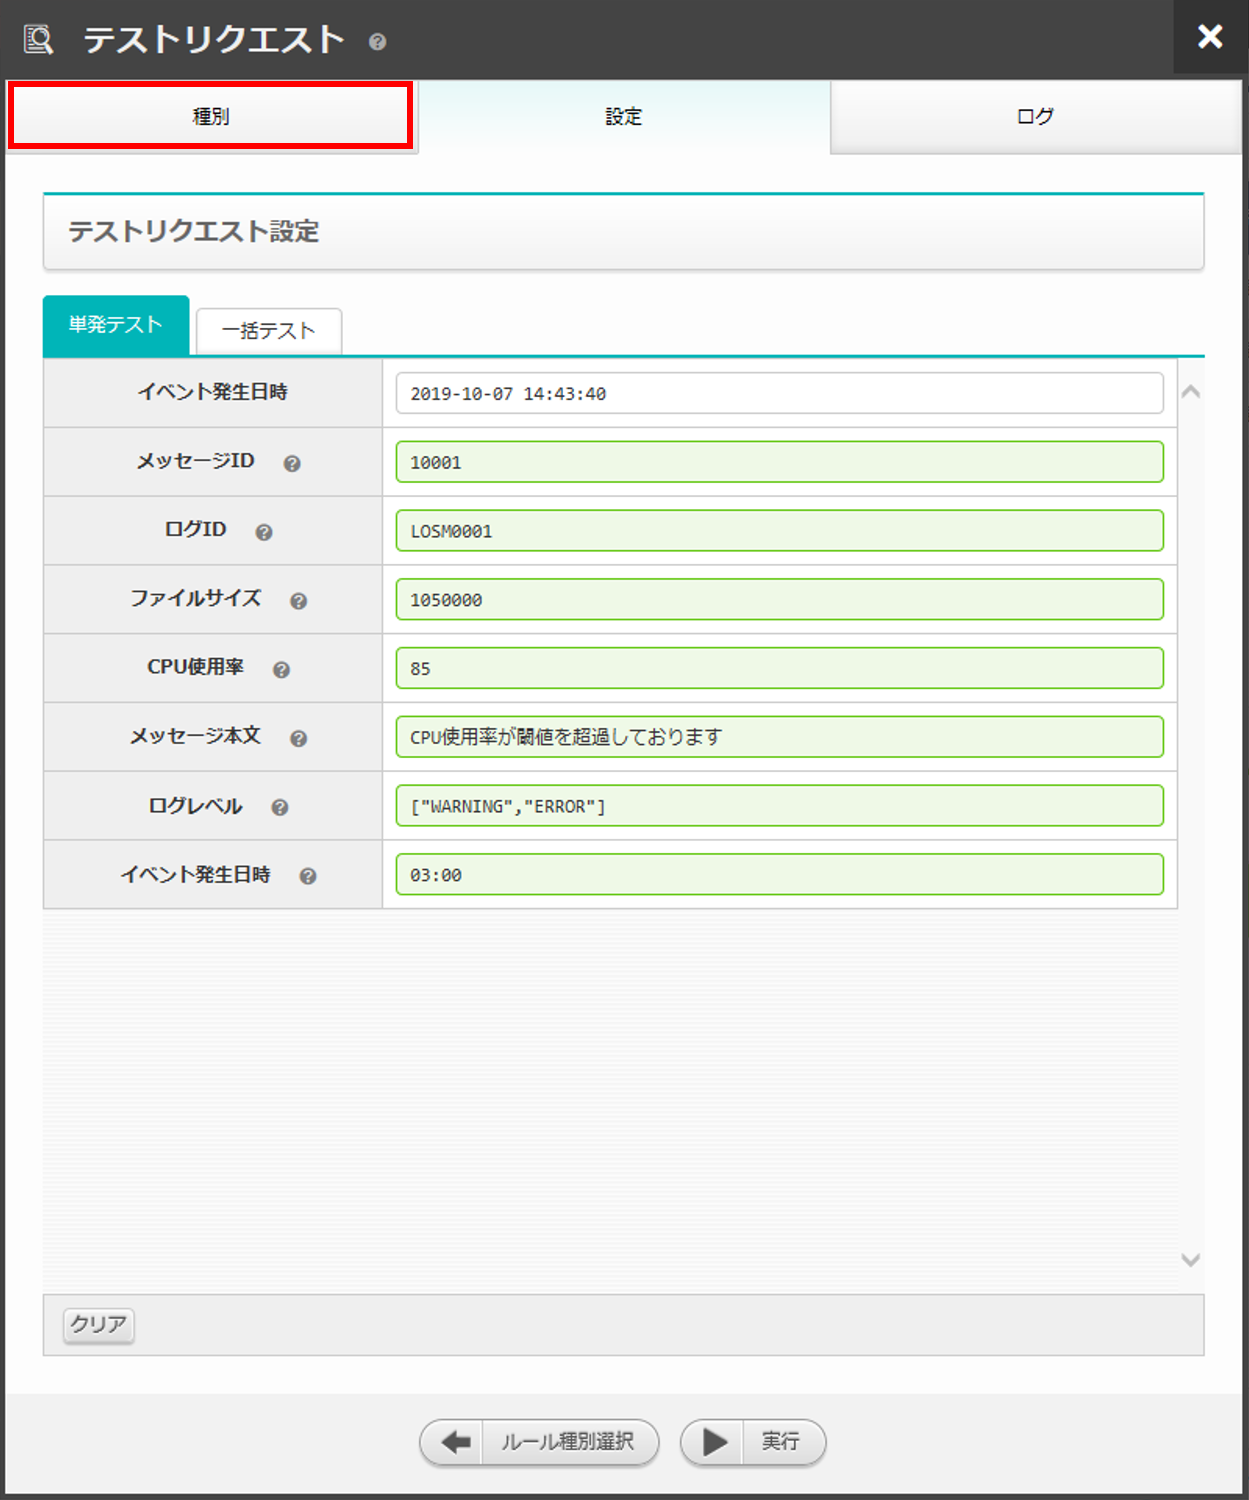 テストリクエスト
種別
設定
ログ
テストリクエスト設定
単発テスト
一括テスト
イベント発生日時 2019-10-07 14:43:40
メッセージID 10001
ログID LOSM0001
ファイルサイズ 1050000
CPU使用率 85
メッセージ本文 CPU使用率が閾値を超過しております
ログレベル ["WARNING","ERROR"]
イベント発生日時 03:00
クリア
ルール種別選択
実行